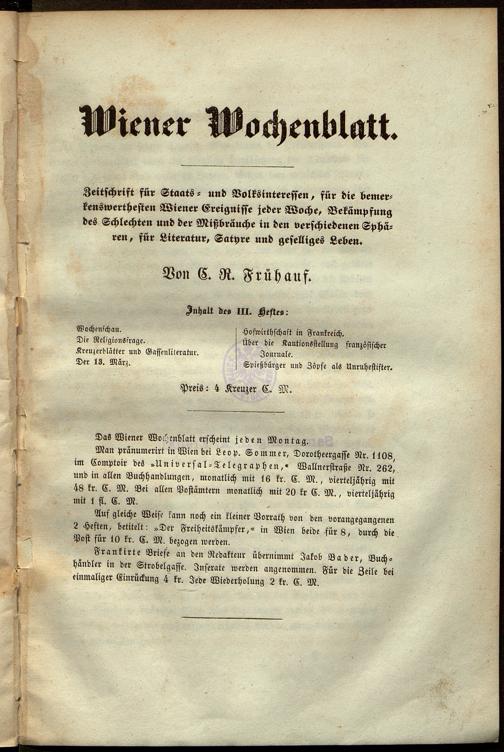 Wiener Wochenblatt.
Zeitschrift für Staats- und Volksinteressen, für die bemer-
kenswerthesten Wiener Ereignisse jeder Woche, Bekämpfung
des Schlechten und der Mißbräuche in den verschiedenen Sphä-
ren, für Literatur, Satyre und geselliges Leben.
Von C. R. Frühauf.
Inhalt des III. Heftes:
Wochenschau.
Die Religionsfrage.
Kreuzerblätter und Gassenliteratur.
Der 13. März.
Hofwirthschaft in Frankreich.
Über die Kautionsstellung französischer
Journale.
Spießbürger und Zöpfe als Unruhestifter.
Preis: 4 Kreuzer C. M.
Das Wiener Wochenblatt erscheint jeden Montag.
Man pränumerirt in Wien bei Leop. Sommer, Dorotheergasse Nr. 1108,
im Comptoir des »Universal-Telegraphen,« Wallnerstraße Nr. 262,
und in allen Buchhandlungen, monatlich mit 16 kr. C. M., vierteljährig mit
48 kr. C. M. Bei allen Postämtern monatlich mit 20 kr C. M., vierteljährig
mit 1 fl. C. M.
Auf gleiche Weise kann noch ein kleiner Vorrath von den vorangegangenen
2 Heften, betitelt: »Der Freiheitskämpfer,« in Wien beide für 8, durch die
Post für 10 kr. C. M. bezogen werden.
Frankirte Briefe an den Redakteur übernimmt Jakob Bader, Buch-
händler in der Strobelgasse. Inserate werden angenommen. Für die Zeile bei
einmaliger Einrückung 4 kr. Jede Wiederholung 2 kr. C. M.